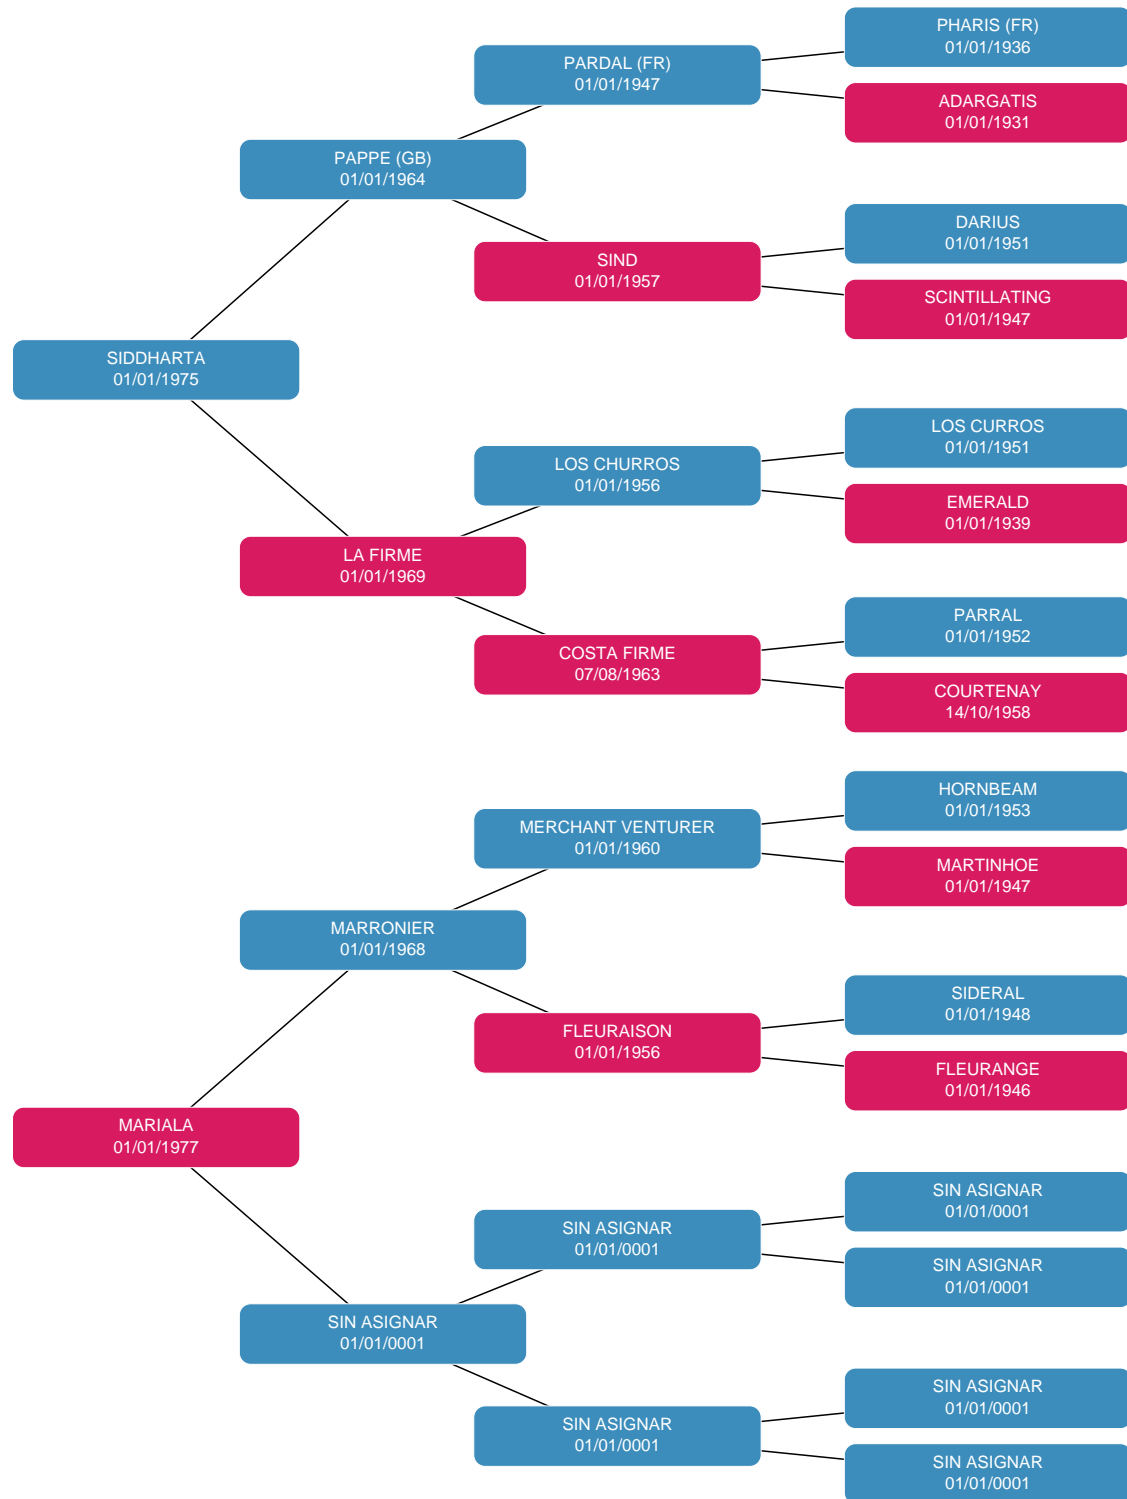 PHARIS (FR)
01/01/1936
PARDAL (FR)
01/01/1947
ADARGATIS
01/01/1931
PAPPE (GB)
01/01/1964
DARIUS
01/01/1951
SIND
01/01/1957
SCINTILLATING
01/01/1947
SIDDHARTA
01/01/1975
LOS CURROS
01/01/1951
LOS CHURROS
01/01/1956
EMERALD
01/01/1939
LA FIRME
01/01/1969
PARRAL
01/01/1952
COSTA FIRME
07/08/1963
COURTENAY
14/10/1958
HORNBEAM
01/01/1953
MERCHANT VENTURER
01/01/1960
MARTINHOE
01/01/1947
MARRONIER
01/01/1968
SIDERAL
01/01/1948
FLEURAISON
01/01/1956
FLEURANGE
01/01/1946
MARIALA
01/01/1977
SIN ASIGNAR
01/01/0001
SIN ASIGNAR
01/01/0001
SIN ASIGNAR
01/01/0001
SIN ASIGNAR
01/01/0001
SIN ASIGNAR
01/01/0001
SIN ASIGNAR
01/01/0001
SIN ASIGNAR
01/01/0001